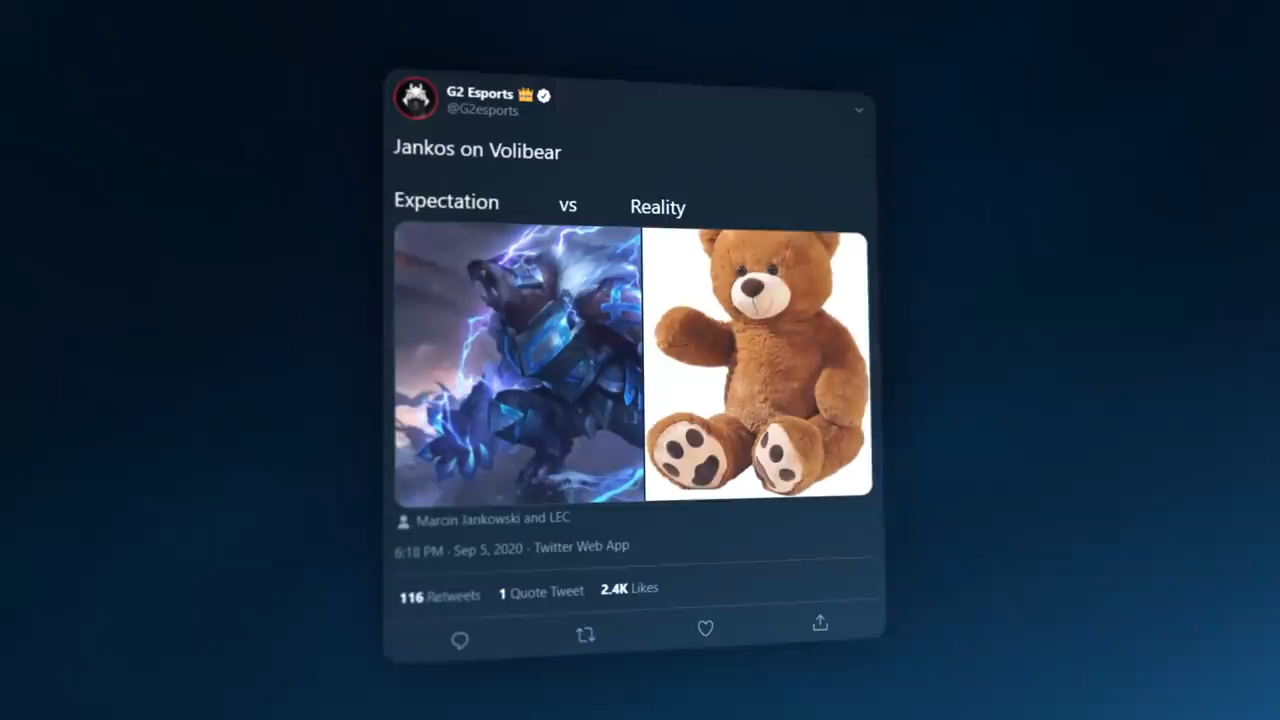 G2 Esports 👑
@G2esports
Jankos on Volibear
Expectation vs Reality
Marcin Jankowski and LEC
6:18 PM · Sep 5, 2020 · Twitter Web App
116 Retweets 1 Quote Tweet 2.4K Likes